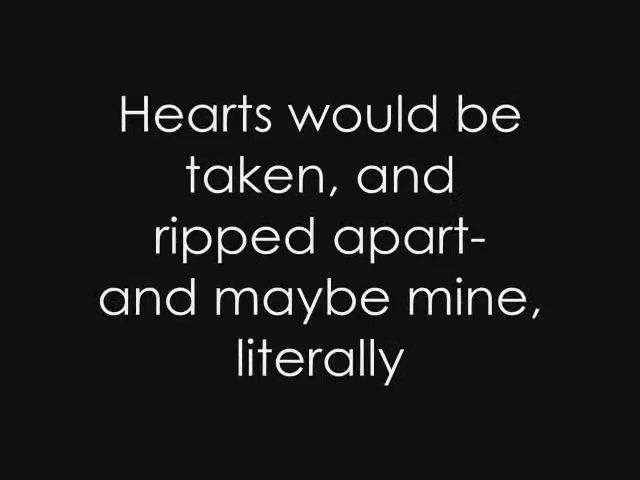 Hearts would be
taken, and
ripped apart-
and maybe mine,
literally